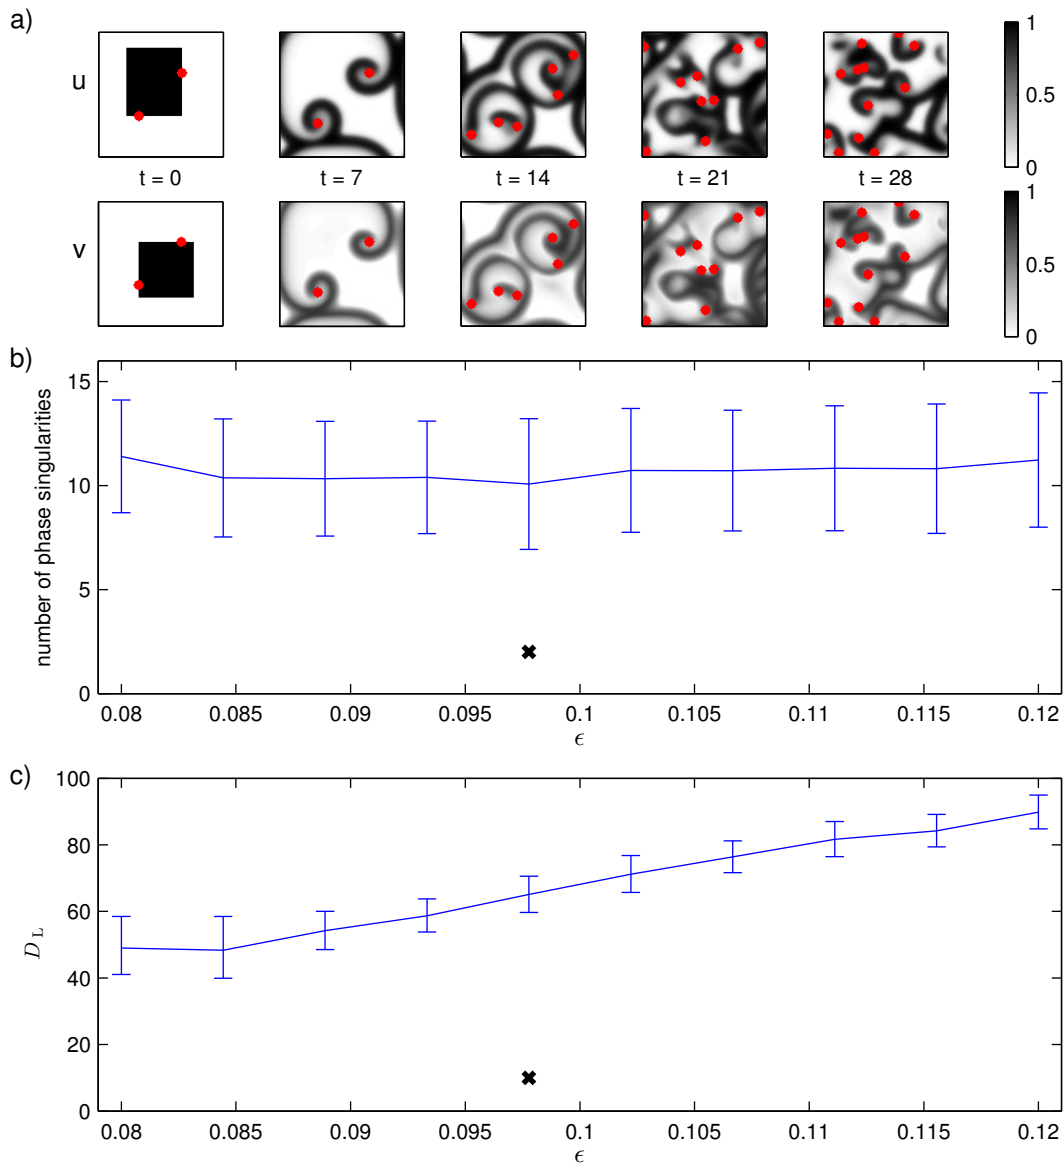 a)
u
1
0.5
0
t = 0 t = 7 t = 14 t = 21 t = 28
v
1
0.5
0
b)
number of phase singularities
15
10
5
0
0.08 0.085 0.09 0.095 0.1 0.105 0.11 0.115 0.12
ϵ
c)
D_L
100
80
60
40
20
0
0.08 0.085 0.09 0.095 0.1 0.105 0.11 0.115 0.12
ϵ